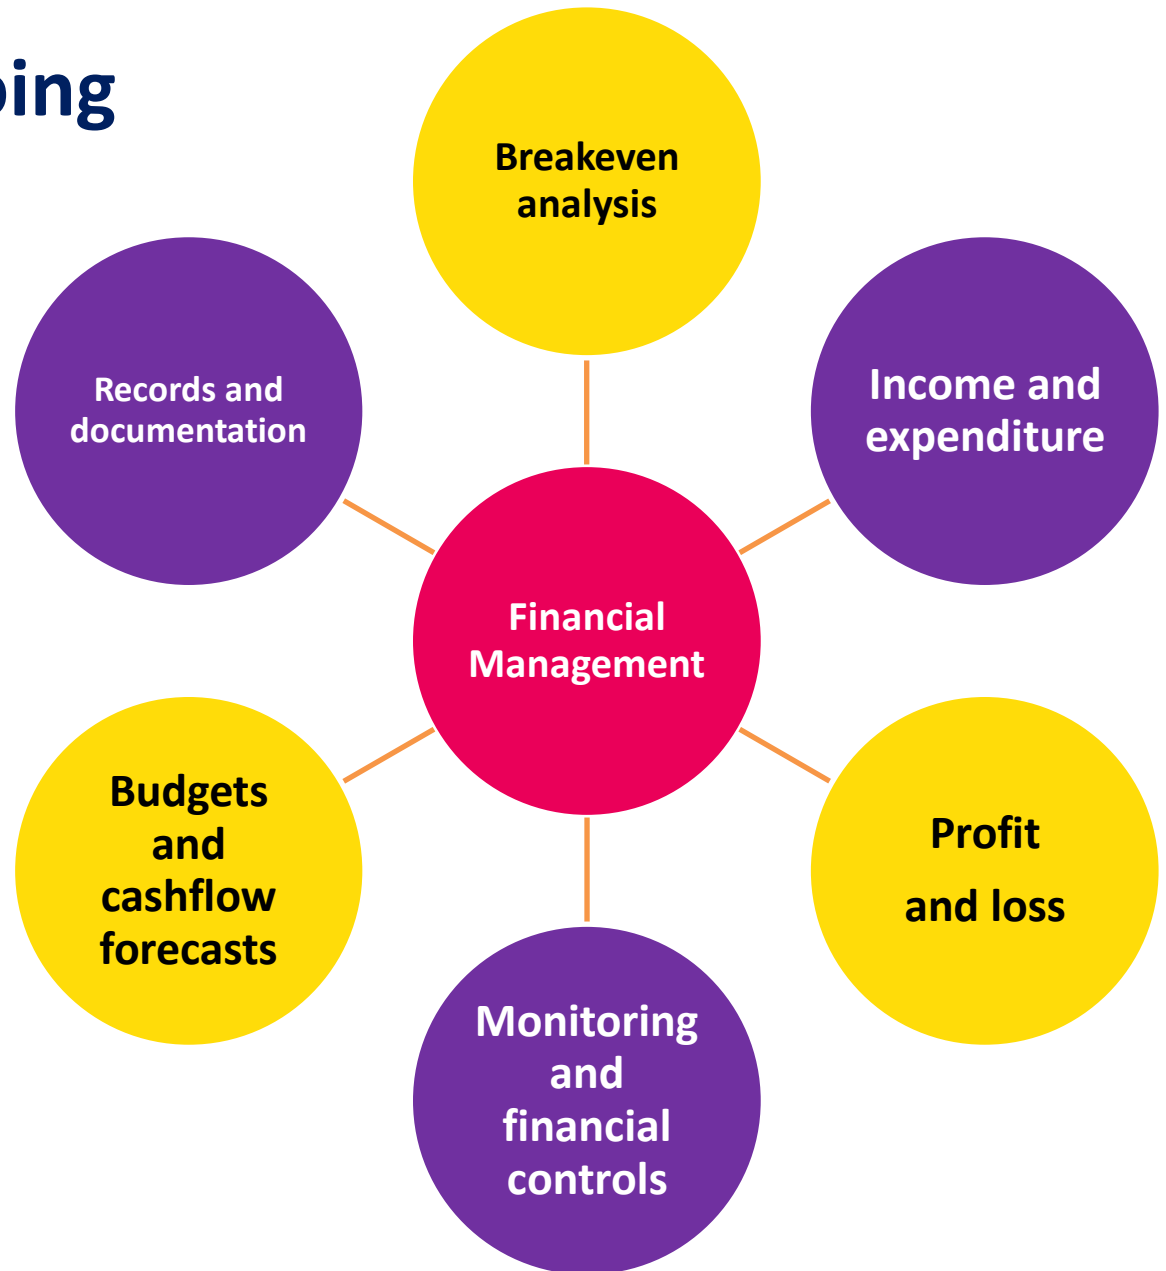 ping
Breakeven
analysis
Records and
documentation
Income and
expenditure
Financial
Management
Budgets
and
cashflow
forecasts
Profit
and loss
Monitoring
and
financial
controls